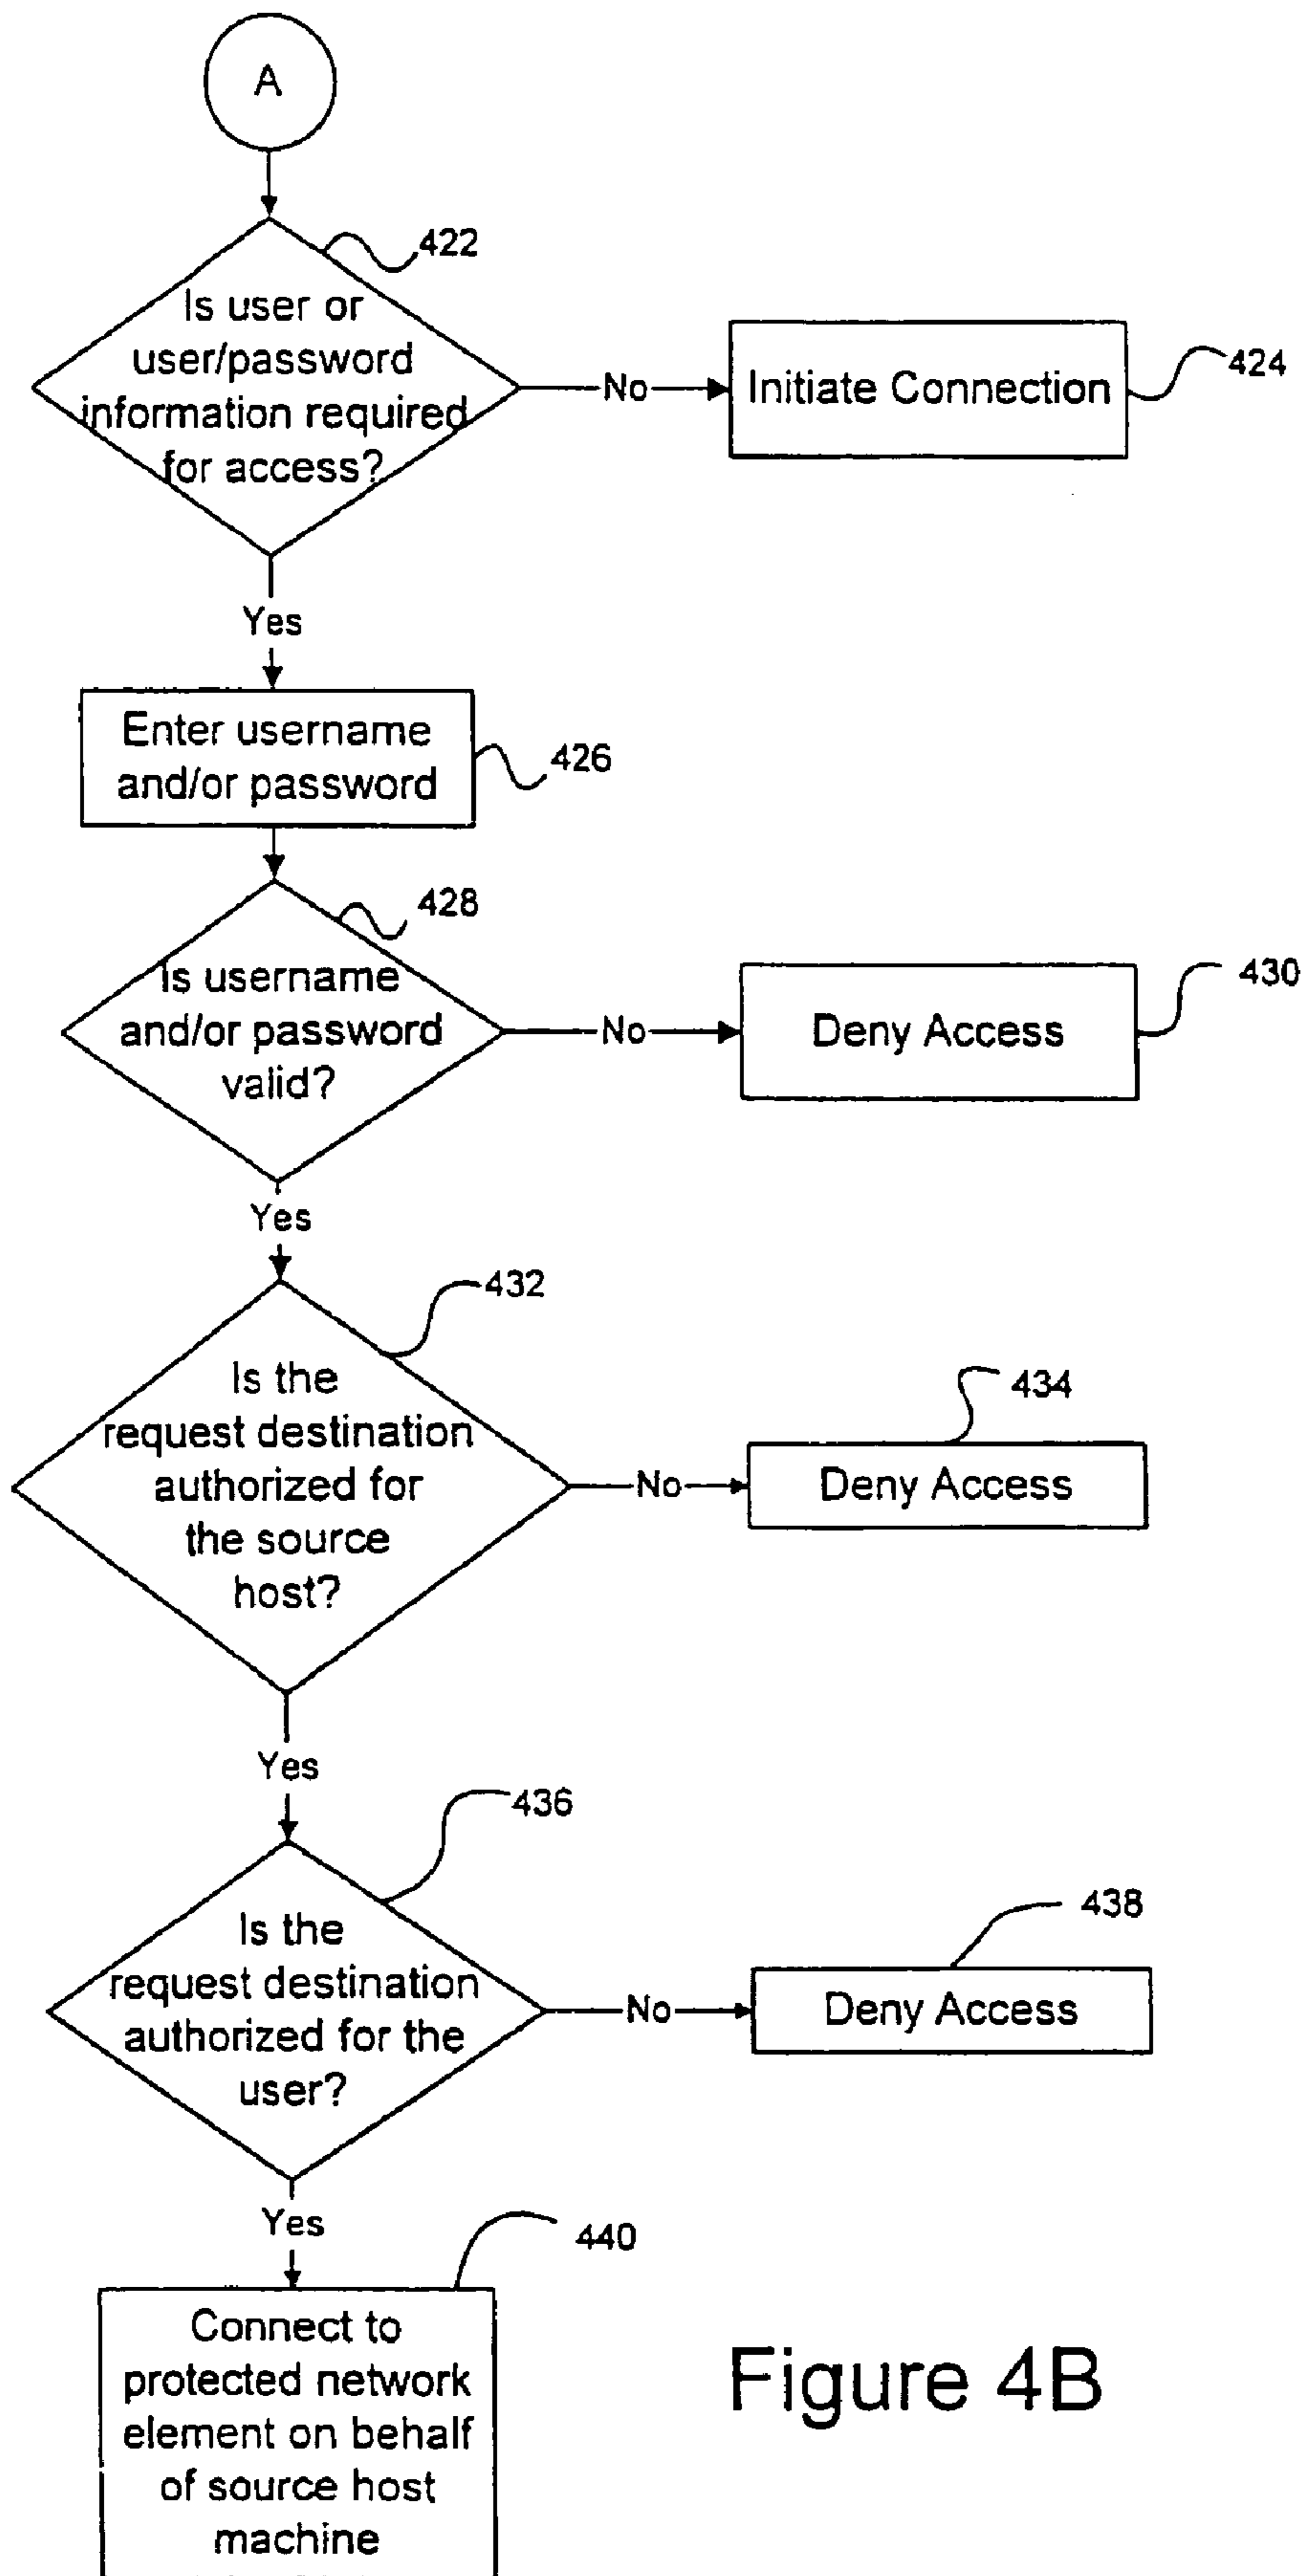 A
422
Is user or
user/password
information required
for access?
No
Initiate Connection
424
Yes
Enter username
and/or password
426
428
Is username
and/or password
valid?
No
Deny Access
430
Yes
432
Is the
request destination
authorized for
the source
host?
No
Deny Access
434
Yes
436
Is the
request destination
authorized for the
user?
No
Deny Access
438
Yes
440
Connect to
protected network
element on behalf
of source host
machine
Figure 4B